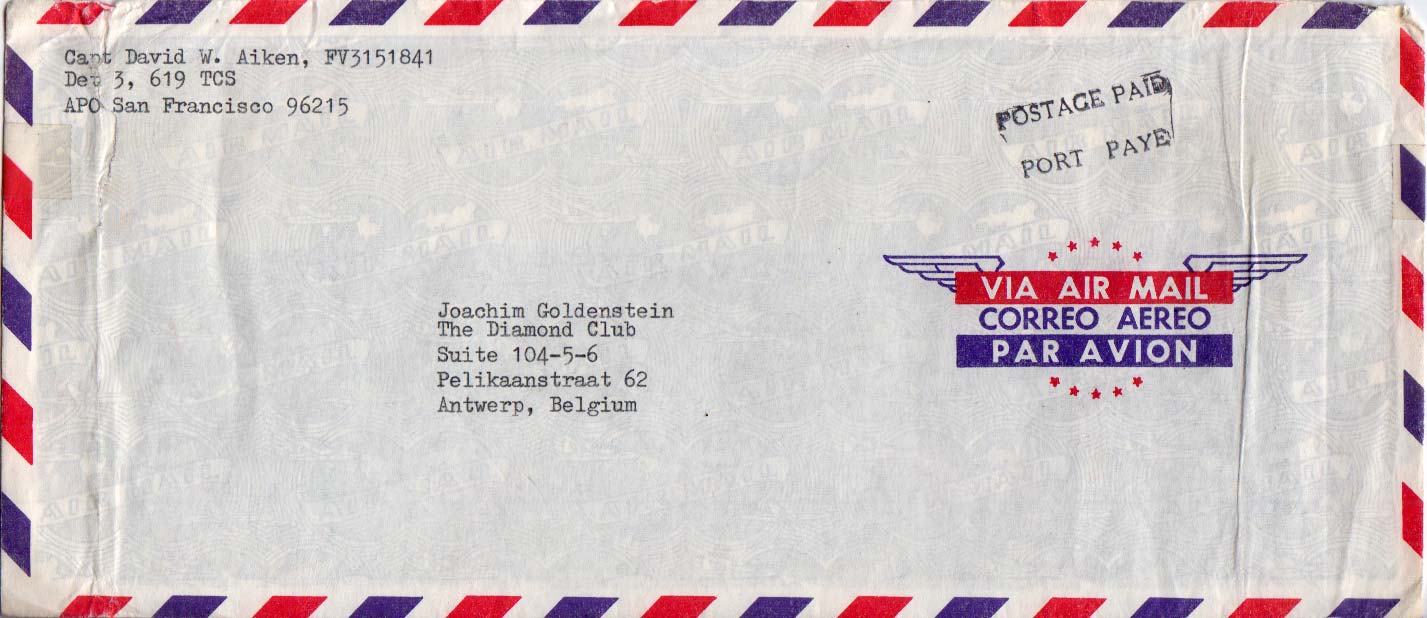 Capt David W. Aiken, FV3151841
Det 3, 619 TCS
APO San Francisco 96215
POSTAGE PAID
PORT PAYE
VIA AIR MAIL
CORREO AEREO
PAR AVION
Joachim Goldenstein
The Diamond Club
Suite 104-5-6
Pelikaanstraat 62
Antwerp, Belgium